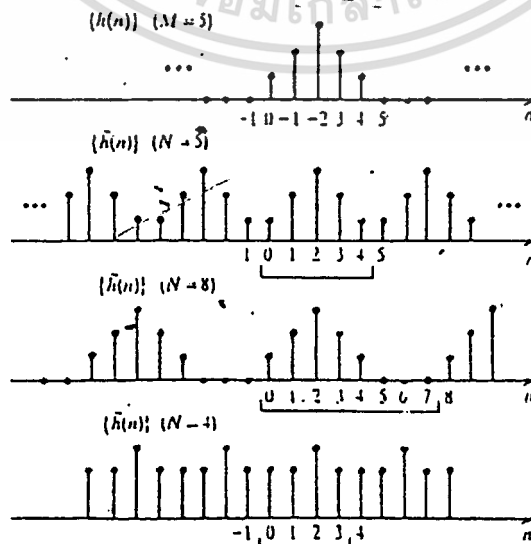 {h(n)} (M = 5)
... ...
-1 0 -1 -2 3 4 5 n
{h̃(n)} (N = 5)
... ...
1 0 1 2 3 4 5 n
{h̃(n)} (N = 8)
0 1 2 3 4 5 6 7 8 n
{h̃(n)} (N = 4)
-1 0 1 2 3 4 n